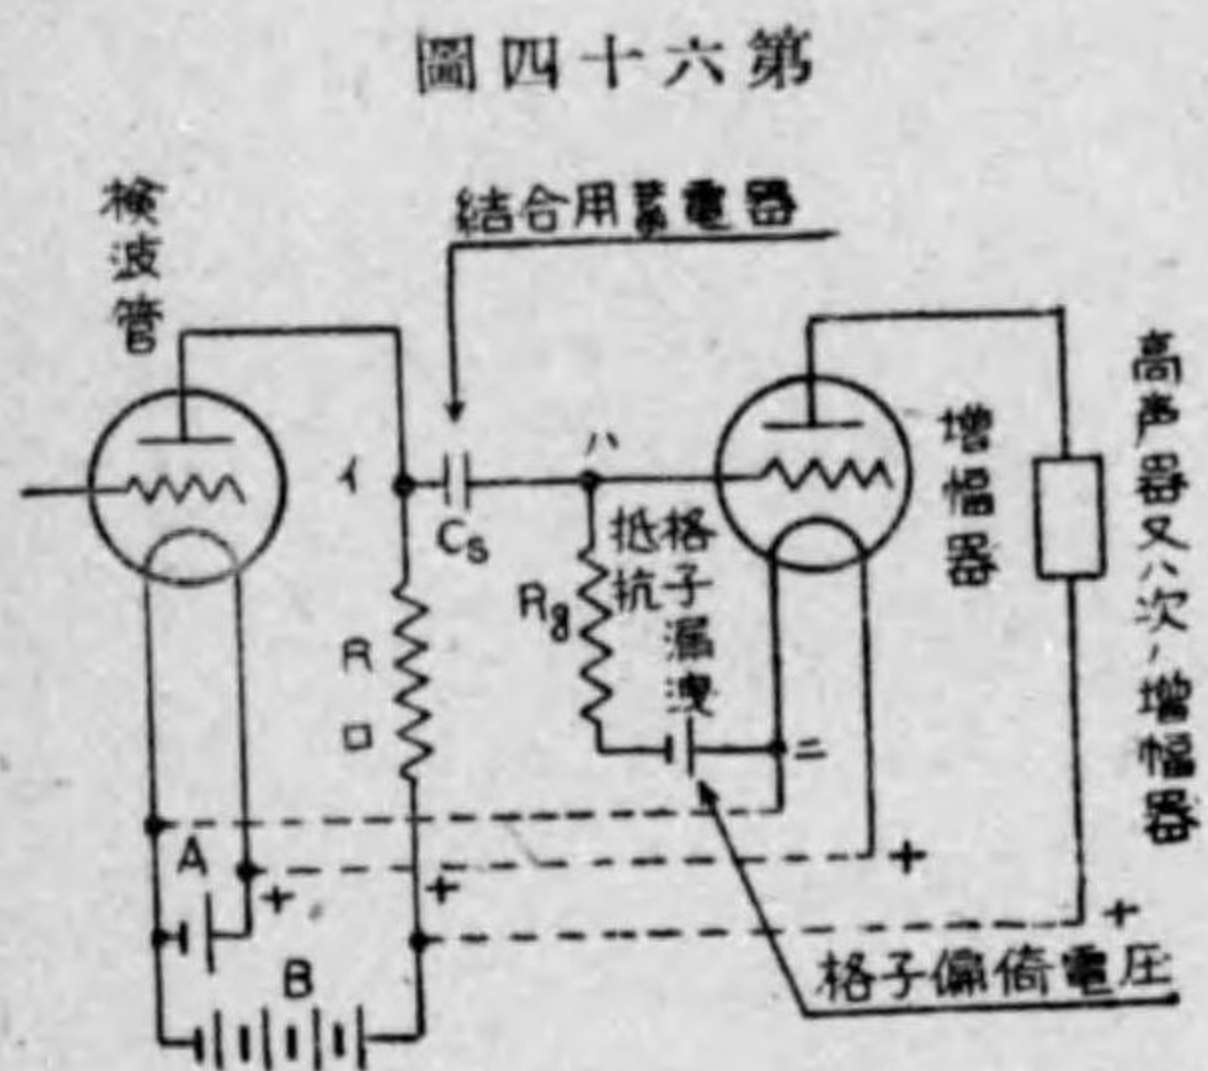 第六十四圖
検波管
結合用蓄電器
イ
Cs
ハ
抵抗
格子漏洩
Rg
増幅器
高声器又ハ次ノ増幅器
R
ロ
ニ
A
+
+
+
+
B
格子偏倚電圧